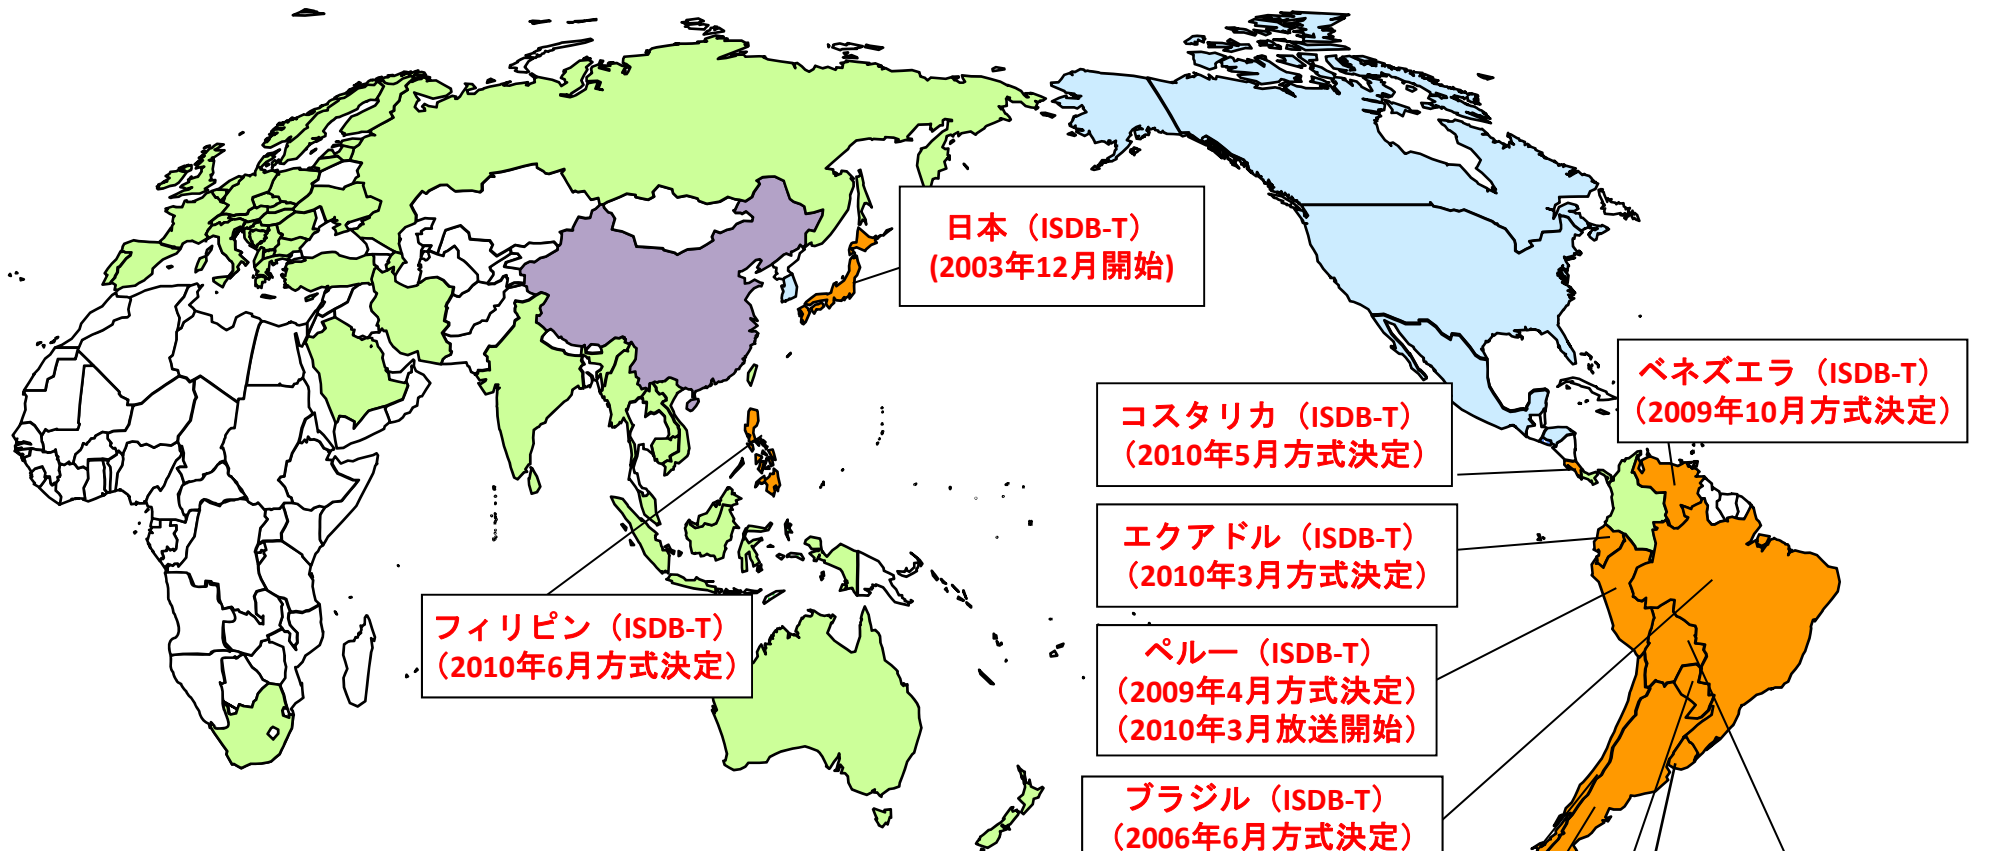 日本（ISDB-T）
(2003年12月開始)
ベネズエラ（ISDB-T）
（2009年10月方式決定）
コスタリカ（ISDB-T）
（2010年5月方式決定）
エクアドル（ISDB-T）
（2010年3月方式決定）
フィリピン（ISDB-T）
（2010年6月方式決定）
ペルー（ISDB-T）
（2009年4月方式決定）
（2010年3月放送開始）
ブラジル（ISDB-T）
（2006年6月方式決定）